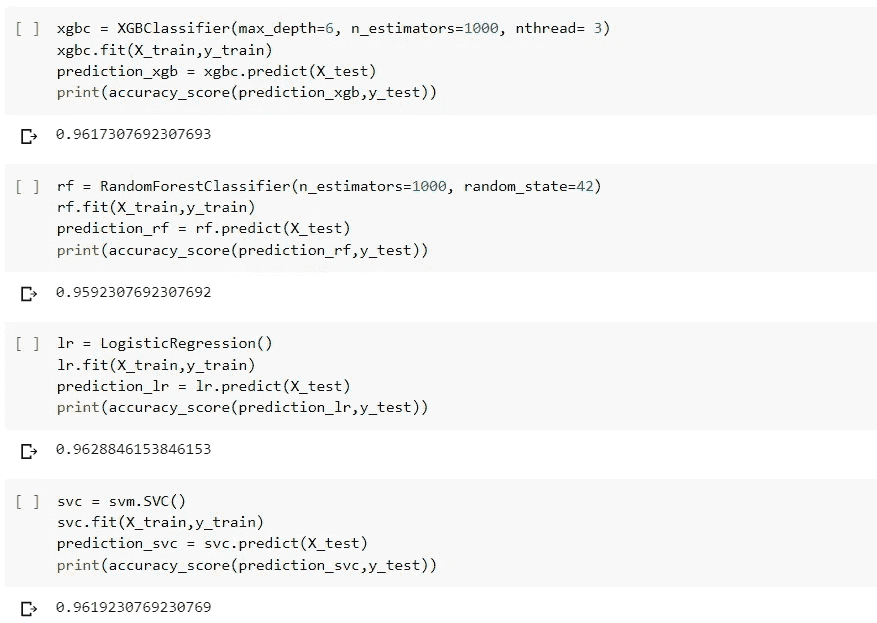 [ ] xgbc = XGBClassifier(max_depth=6, n_estimators=1000, nthread= 3)
xgbc.fit(X_train,y_train)
prediction_xgb = xgbc.predict(X_test)
print(accuracy_score(prediction_xgb,y_test))
0.9617307692307693
[ ] rf = RandomForestClassifier(n_estimators=1000, random_state=42)
rf.fit(X_train,y_train)
prediction_rf = rf.predict(X_test)
print(accuracy_score(prediction_rf,y_test))
0.9592307692307692
[ ] lr = LogisticRegression()
lr.fit(X_train,y_train)
prediction_lr = lr.predict(X_test)
print(accuracy_score(prediction_lr,y_test))
0.9628846153846153
[ ] svc = svm.SVC()
svc.fit(X_train,y_train)
prediction_svc = svc.predict(X_test)
print(accuracy_score(prediction_svc,y_test))
0.9619230769230769